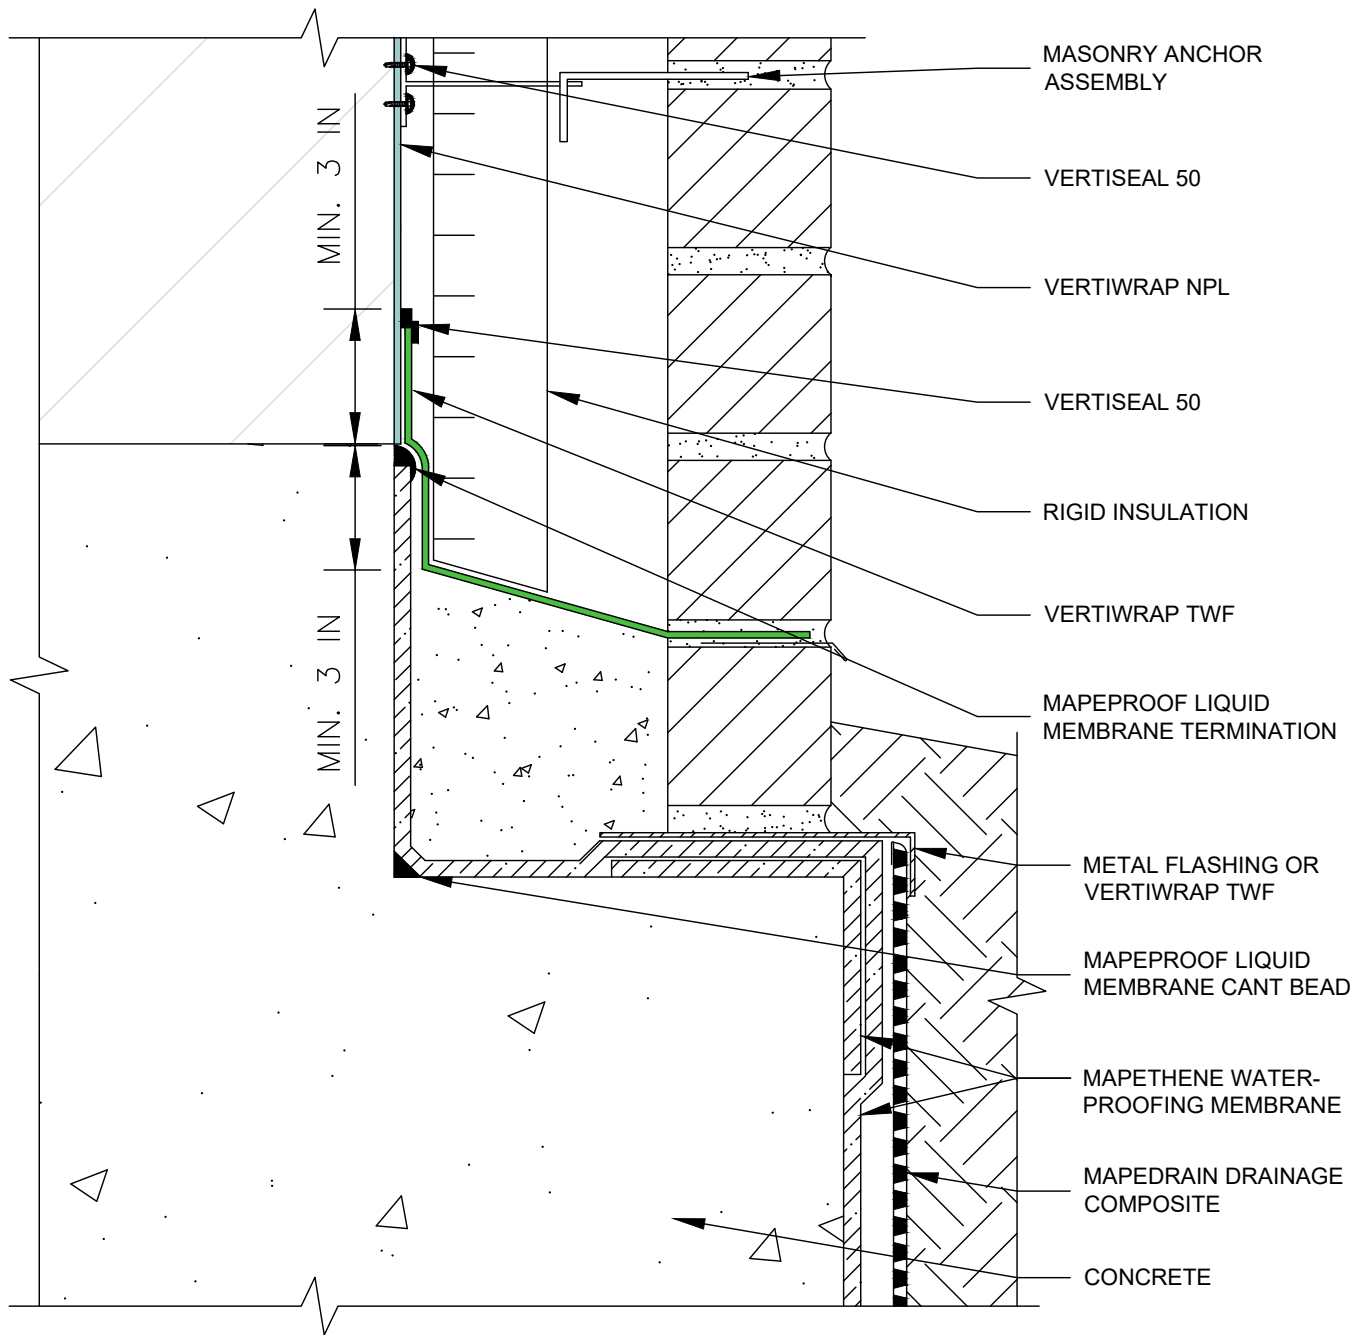 MASONRY ANCHOR
ASSEMBLY
MIN. 3 IN
VERTISEAL 50
VERTIWRAP NPL
VERTISEAL 50
RIGID INSULATION
VERTIWRAP TWF
MIN. 3 IN
MAPEPROOF LIQUID
MEMBRANE TERMINATION
METAL FLASHING OR
VERTIWRAP TWF
MAPEPROOF LIQUID
MEMBRANE CANT BEAD
MAPETHENE WATER-
PROOFING MEMBRANE
MAPEDRAIN DRAINAGE
COMPOSITE
CONCRETE